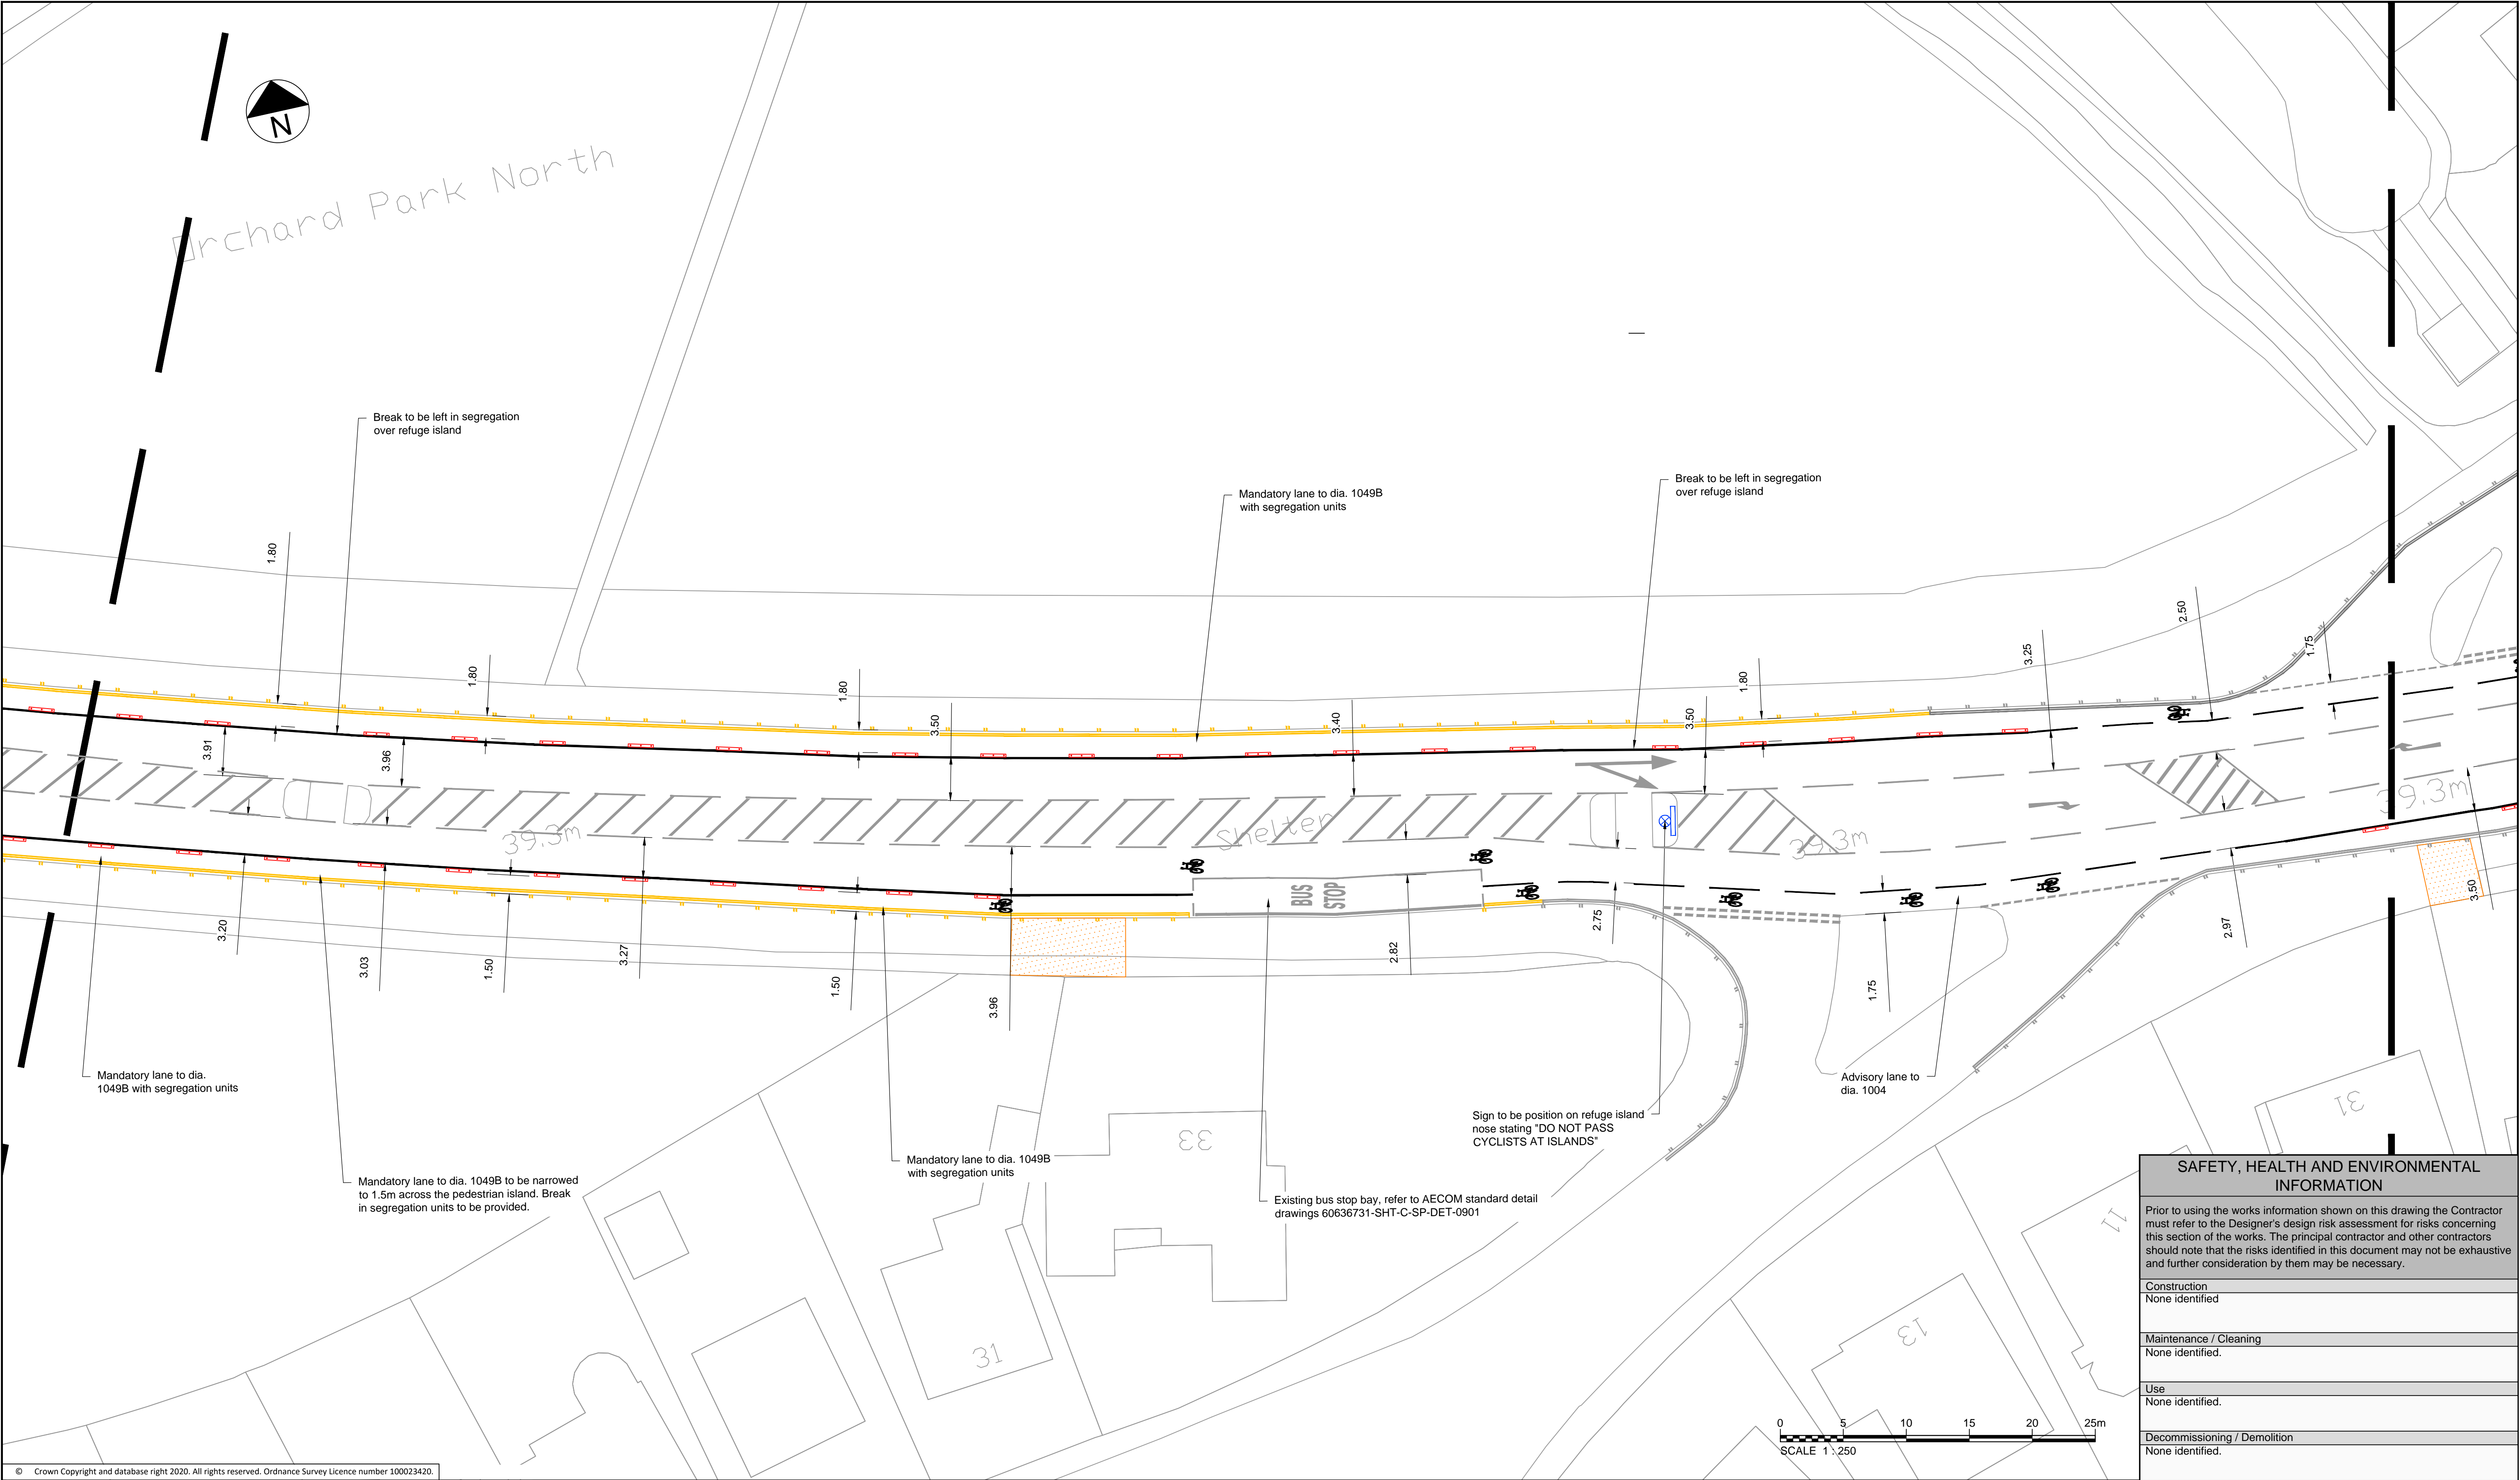 N
Orchard Park North
Break to be left in segregation
over refuge island
Mandatory lane to dia. 1049B
with segregation units
Break to be left in segregation
over refuge island
1.80
1.80
1.80
3.50
3.40
3.50
1.80
3.25
2.50
1.75
3.91
3.96
39.3m
Shelter
39.3m
39.3m
BUS
STOP
3.20
3.03
1.50
3.27
1.50
3.96
2.82
2.75
1.75
2.97
3.50
Mandatory lane to dia.
1049B with segregation units
Mandatory lane to dia. 1049B to be narrowed
to 1.5m across the pedestrian island. Break
in segregation units to be provided.
Mandatory lane to dia. 1049B
with segregation units
Existing bus stop bay, refer to AECOM standard detail
drawings 60636731-SHT-C-SP-DET-0901
Sign to be position on refuge island
nose stating "DO NOT PASS
CYCLISTS AT ISLANDS"
Advisory lane to
dia. 1004
33
31
13
11
31
SAFETY, HEALTH AND ENVIRONMENTAL
INFORMATION
Prior to using the works information shown on this drawing the Contractor
must refer to the Designer's design risk assessment for risks concerning
this section of the works. The principal contractor and other contractors
should note that the risks identified in this document may not be exhaustive
and further consideration by them may be necessary.
Construction
None identified
Maintenance / Cleaning
None identified.
Use
None identified.
Decommissioning / Demolition
None identified.
0 5 10 15 20 25m
SCALE 1 : 250
© Crown Copyright and database right 2020. All rights reserved. Ordnance Survey Licence number 100023420.